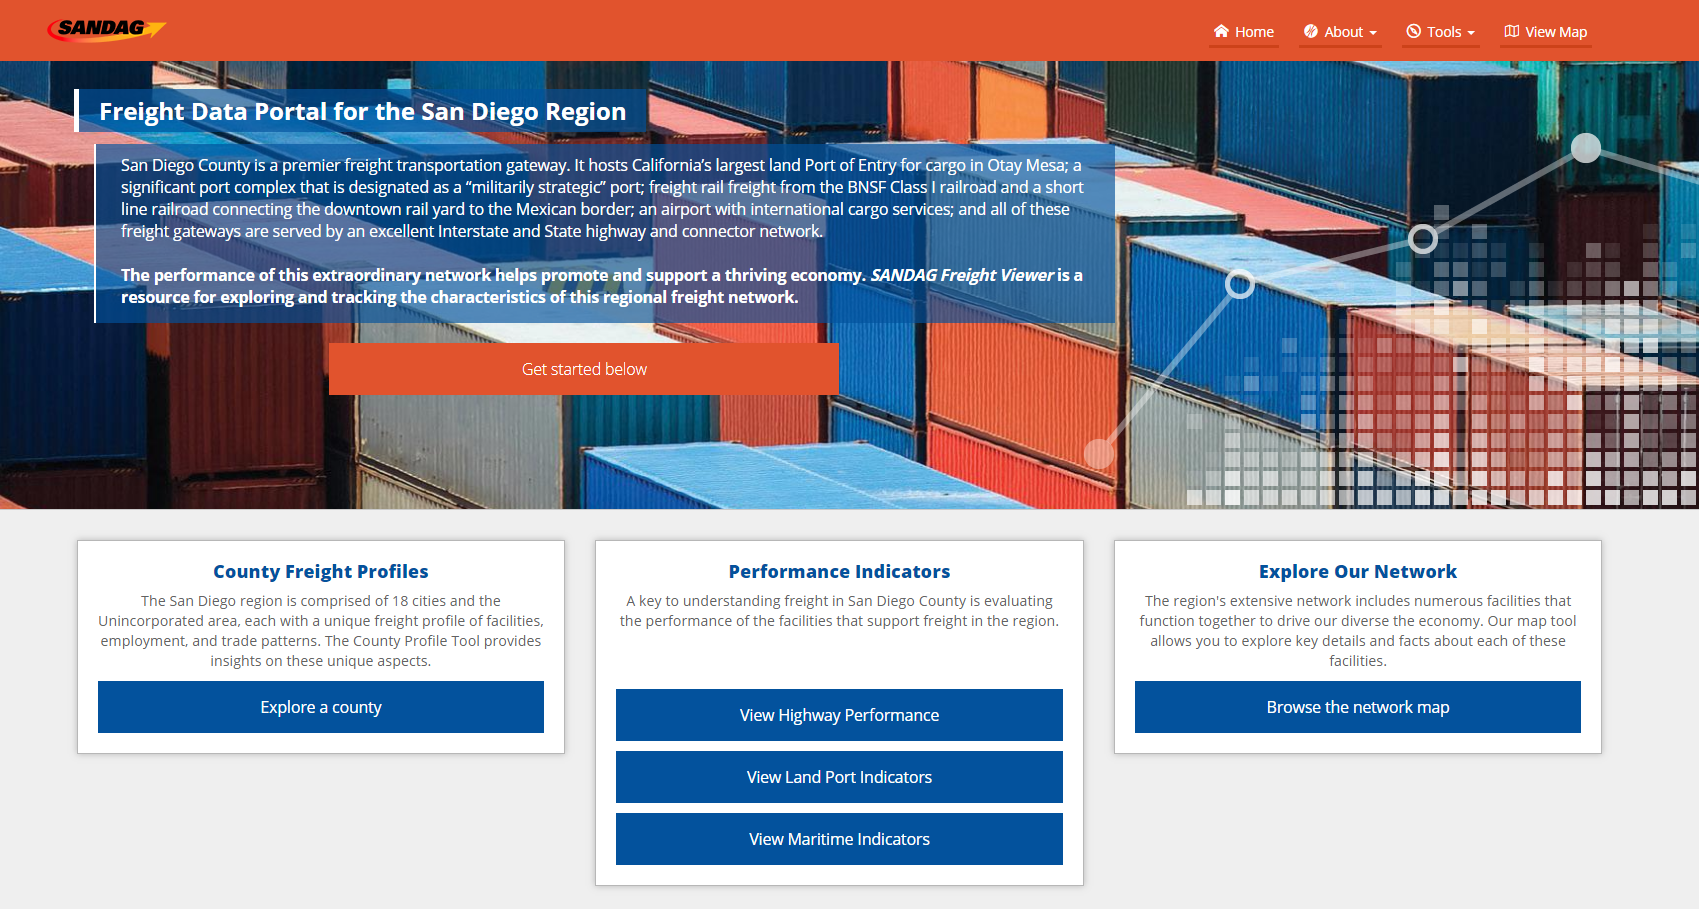 SANDAG
Home
About
Tools
View Map
Freight Data Portal for the San Diego Region
San Diego County is a premier freight transportation gateway. It hosts California’s largest land Port of Entry for cargo in Otay Mesa; a
significant port complex that is designated as a “militarily strategic” port; freight rail freight from the BNSF Class I railroad and a short
line railroad connecting the downtown rail yard to the Mexican border; an airport with international cargo services; and all of these
freight gateways are served by an excellent Interstate and State highway and connector network.
The performance of this extraordinary network helps promote and support a thriving economy. SANDAG Freight Viewer is a
resource for exploring and tracking the characteristics of this regional freight network.
Get started below
County Freight Profiles
The San Diego region is comprised of 18 cities and the
Unincorporated area, each with a unique freight profile of facilities,
employment, and trade patterns. The County Profile Tool provides
insights on these unique aspects.
Explore a county
Performance Indicators
A key to understanding freight in San Diego County is evaluating
the performance of the facilities that support freight in the region.
View Highway Performance
View Land Port Indicators
View Maritime Indicators
Explore Our Network
The region's extensive network includes numerous facilities that
function together to drive our diverse the economy. Our map tool
allows you to explore key details and facts about each of these
facilities.
Browse the network map